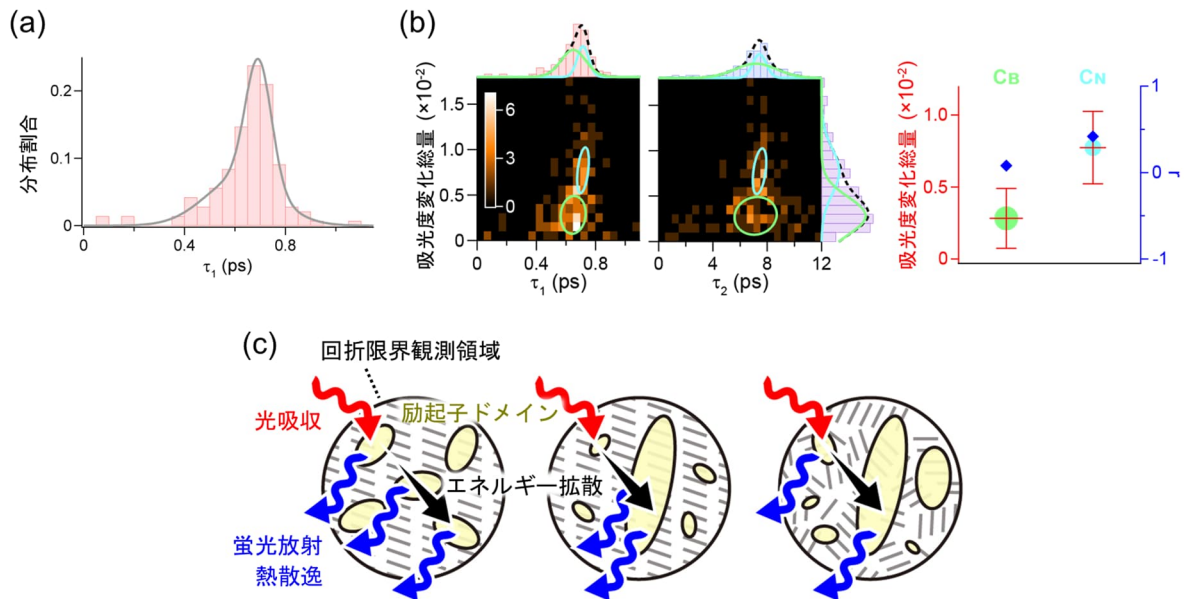 (a)
分布割合
0.2
0.1
0
0
0.4
0.8
τ1 (ps)
(b)
吸光度変化総量 (×10-2)
1.5
1.0
0.5
0
6
3
0
0
0.4
0.8
τ1 (ps)
0
4
8
12
τ2 (ps)
吸光度変化総量 (×10-2)
1.0
0.5
0
CB
CN
1
0
-1
r
(c)
回折限界観測領域
光吸収
励起子ドメイン
エネルギー拡散
蛍光放射
熱散逸